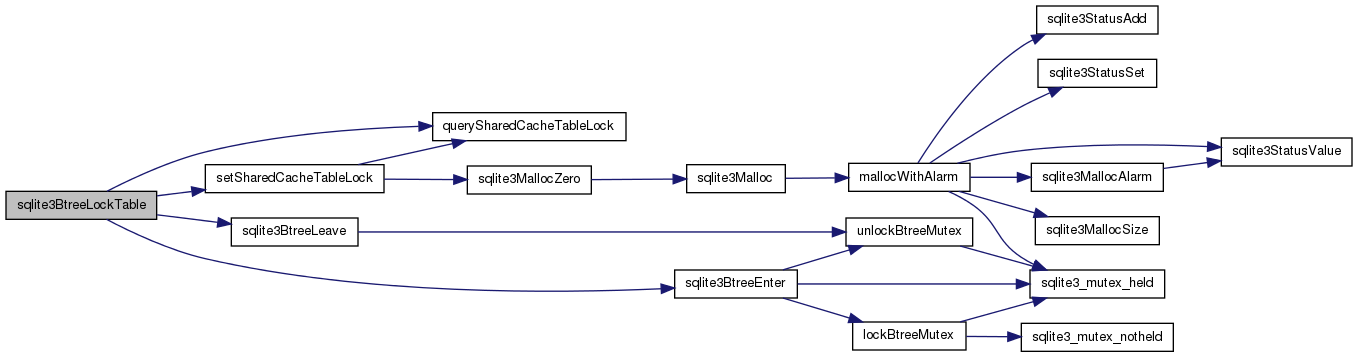 sqlite3BtreeLockTable
querySharedCacheTableLock
setSharedCacheTableLock
sqlite3BtreeLeave
sqlite3MallocZero
sqlite3BtreeEnter
sqlite3Malloc
mallocWithAlarm
unlockBtreeMutex
lockBtreeMutex
sqlite3StatusAdd
sqlite3StatusSet
sqlite3MallocAlarm
sqlite3MallocSize
sqlite3_mutex_held
sqlite3_mutex_notheld
sqlite3StatusValue